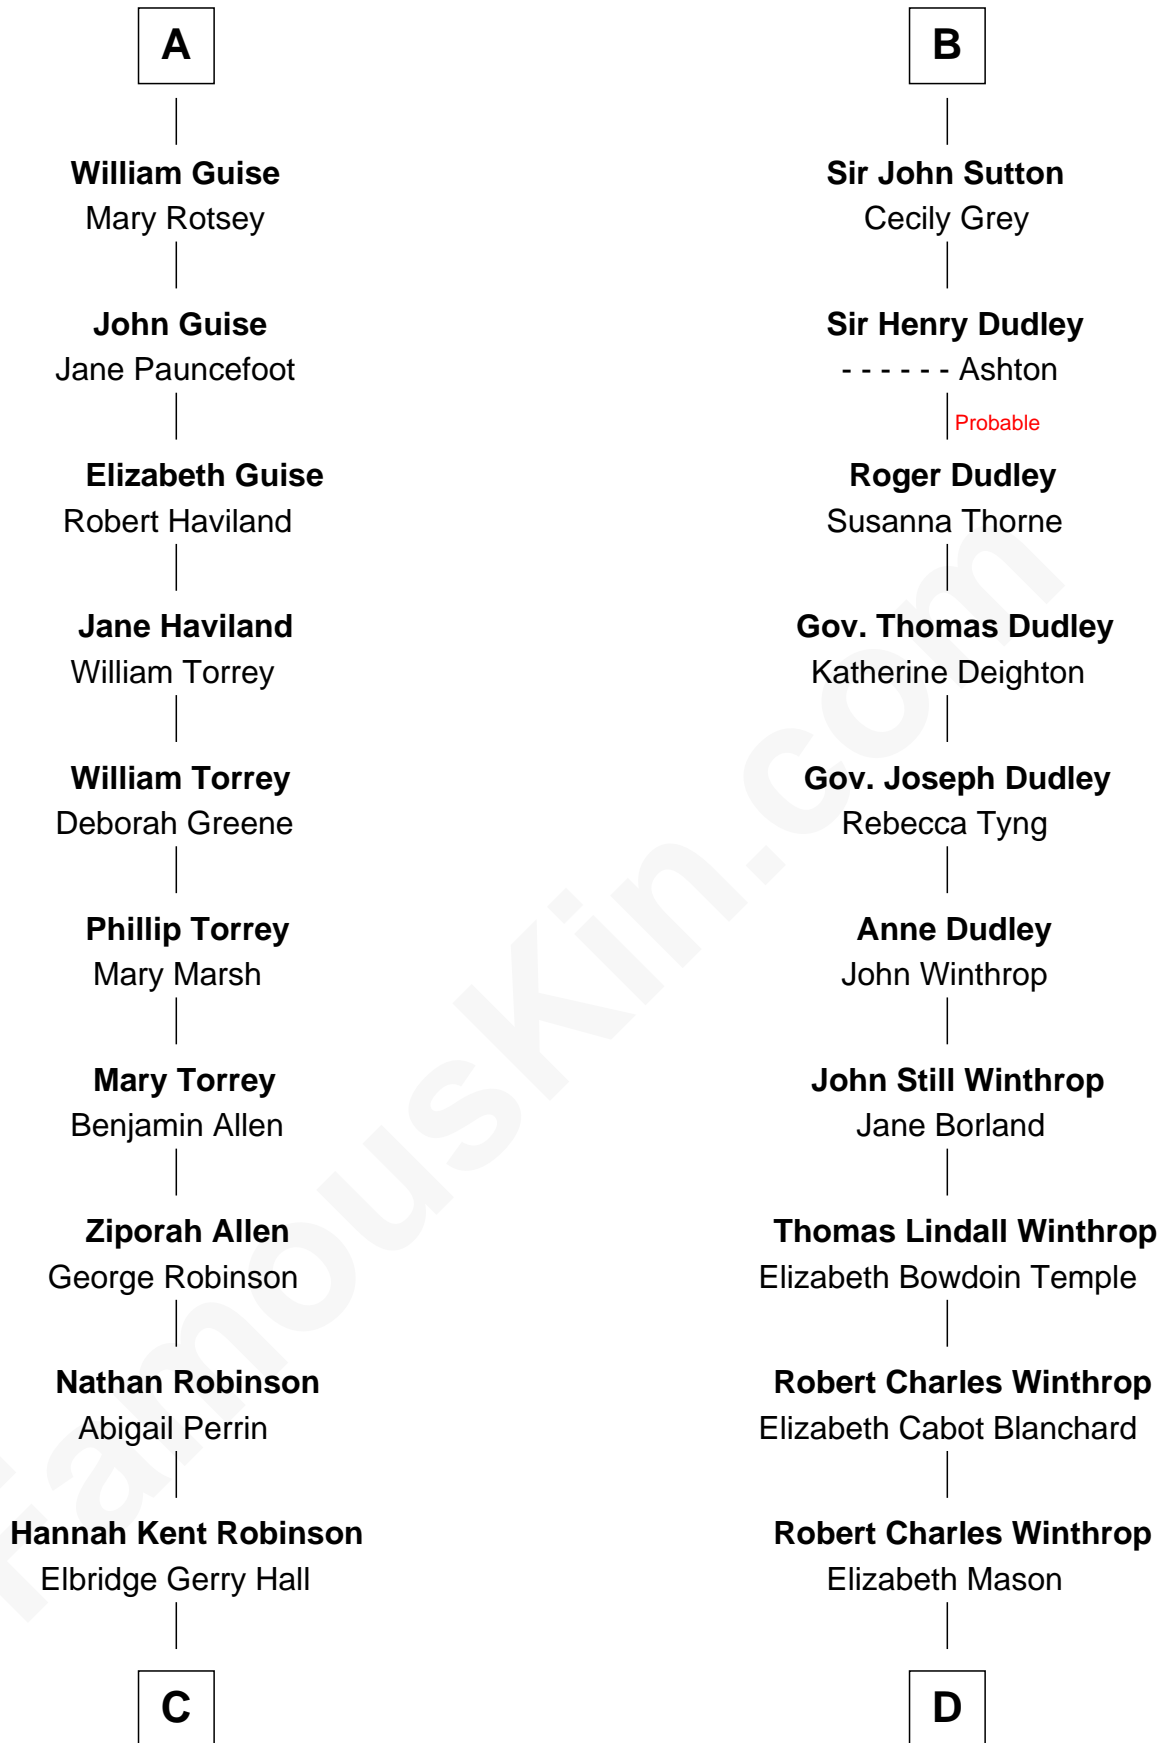 A
William Guise
Mary Rotsey
John Guise
Jane Pauncefoot
Elizabeth Guise
Robert Haviland
Jane Haviland
William Torrey
William Torrey
Deborah Greene
Phillip Torrey
Mary Marsh
Mary Torrey
Benjamin Allen
Ziporah Allen
George Robinson
Nathan Robinson
Abigail Perrin
Hannah Kent Robinson
Elbridge Gerry Hall
C
B
Sir John Sutton
Cecily Grey
Sir Henry Dudley
- - - - - - Ashton
Probable
Roger Dudley
Susanna Thorne
Gov. Thomas Dudley
Katherine Deighton
Gov. Joseph Dudley
Rebecca Tyng
Anne Dudley
John Winthrop
John Still Winthrop
Jane Borland
Thomas Lindall Winthrop
Elizabeth Bowdoin Temple
Robert Charles Winthrop
Elizabeth Cabot Blanchard
Robert Charles Winthrop
Elizabeth Mason
D
FamousKin.com